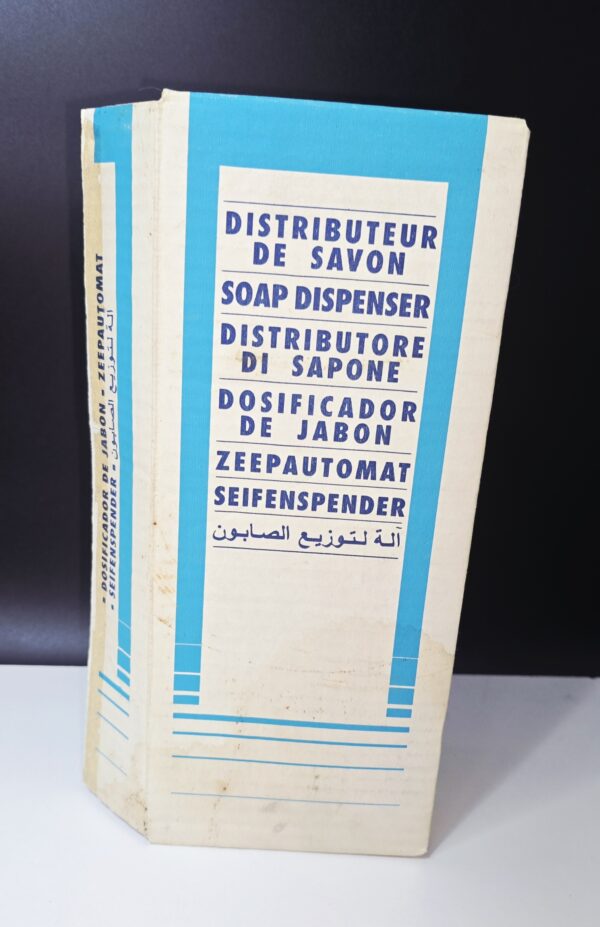 DISTRIBUTEUR
DE SAVON
SOAP DISPENSER
DISTRIBUTORE
DI SAPONE
DOSIFICADOR
DE JABON
ZEEPAUTOMAT
SEIFENSPENDER
آلة لتوزيع الصابون
- DOSIFICADOR DE JABON - ZEEPAUTOMAT
- SEIFENSPENDER - آلة لتوزيع الصابون